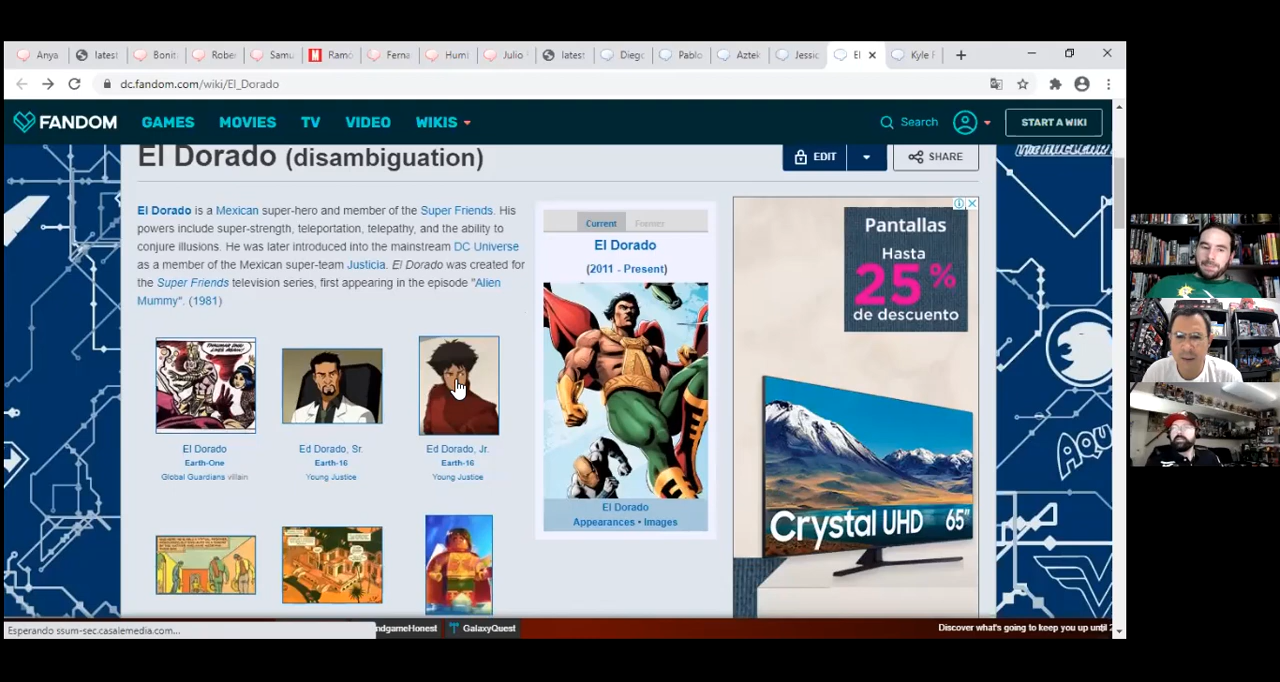 Anya
latest
Bonit
Rober
Samu
Ramó
Ferna
Humi
Julio
latest
Diego
Pablo
Aztek
Jessic
El
Kyle F
dc.fandom.com/wiki/El_Dorado
FANDOM
GAMES
MOVIES
TV
VIDEO
WIKIS
Search
START A WIKI
El Dorado (disambiguation)
EDIT
SHARE
El Dorado is a Mexican super-hero and member of the Super Friends. His
powers include super-strength, teleportation, telepathy, and the ability to
conjure illusions. He was later introduced into the mainstream DC Universe
as a member of the Mexican super-team Justicia. El Dorado was created for
the Super Friends television series, first appearing in the episode "Alien
Mummy". (1981)
Current
Former
El Dorado
(2011 - Present)
El Dorado
Appearances • Images
El Dorado
Earth-One
Global Guardians villain
Ed Dorado, Sr.
Earth-16
Young Justice
Ed Dorado, Jr.
Earth-16
Young Justice
Pantallas
Hasta
25%
de descuento
Crystal UHD 65"
Aqu
Esperando ssum-sec.casalemedia.com...
ndgameHonest
GalaxyQuest
Discover what's going to keep you up until 2